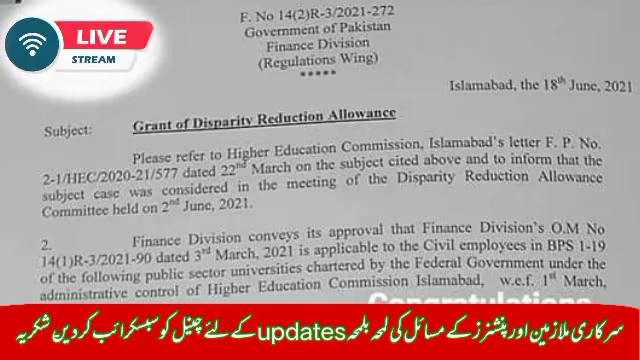 LIVE
STREAM
F. No 14(2)R-3/2021-272
Government of Pakistan
Finance Division
(Regulations Wing)
*****
Islamabad, the 18th June, 2021
Subject: Grant of Disparity Reduction Allowance
Please refer to Higher Education Commission, Islamabad's letter F. P. No.
2-1/HEC/2020-21/577 dated 22nd March on the subject cited above and to inform that the
subject case was considered in the meeting of the Disparity Reduction Allowance
Committee held on 2nd June, 2021.
2. Finance Division conveys its approval that Finance Division's O.M No
14(1)R-3/2021-90 dated 3rd March, 2021 is applicable to the Civil employees in BPS 1-19
of the following public sector universities chartered by the Federal Government under the
administrative control of Higher Education Commission Islamabad, w.e.f. 1st March,
Congratulations
سرکاری ملازمین اور پنشنرز کے مسائل کی لمحہ بلمحہ updates کے لئے چینل کو سبسکرائب کر دیں شکریہ